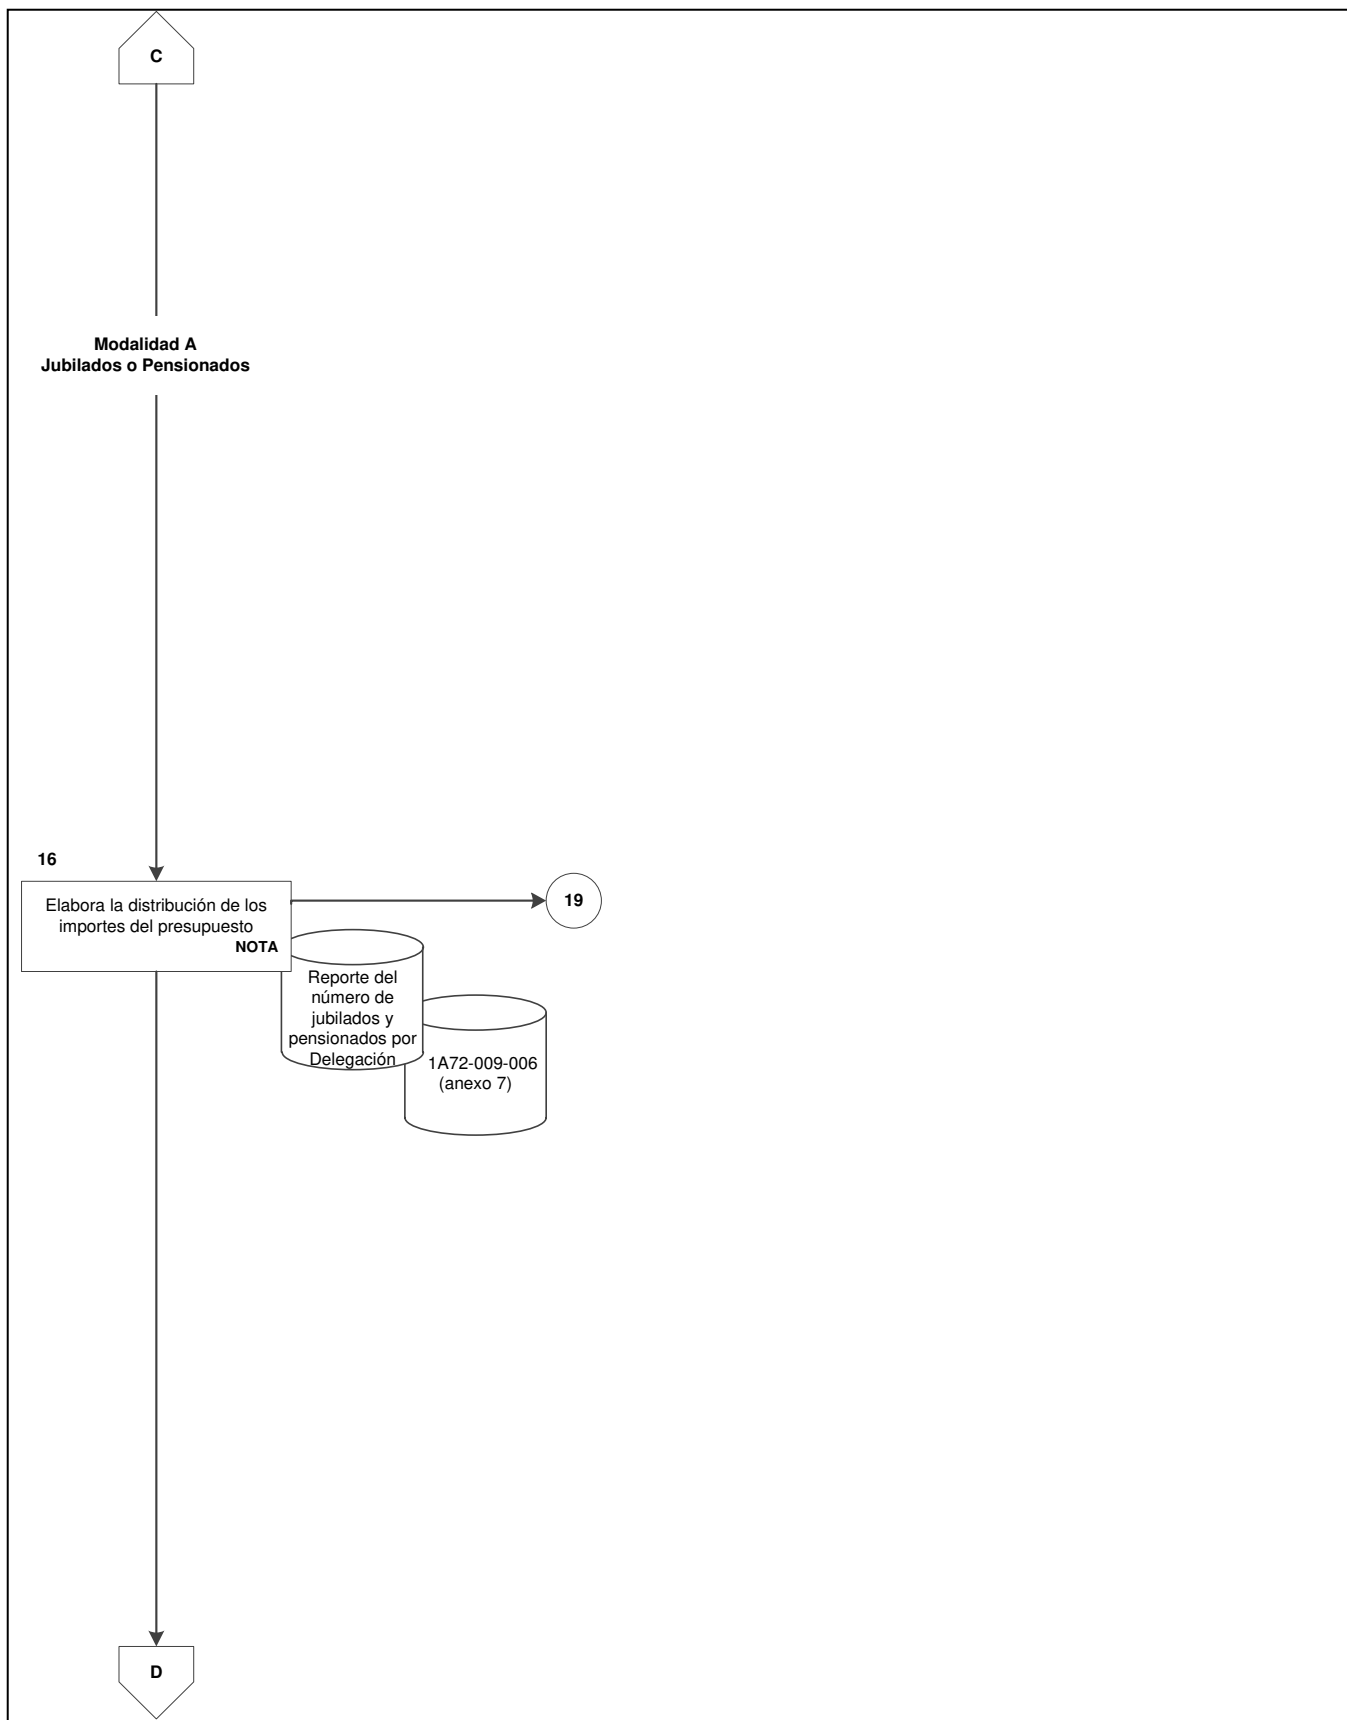 C
Modalidad A
Jubilados o Pensionados
16
Elabora la distribución de los
importes del presupuesto
NOTA
19
Reporte del
número de
jubilados y
pensionados por
Delegación
1A72-009-006
(anexo 7)
D